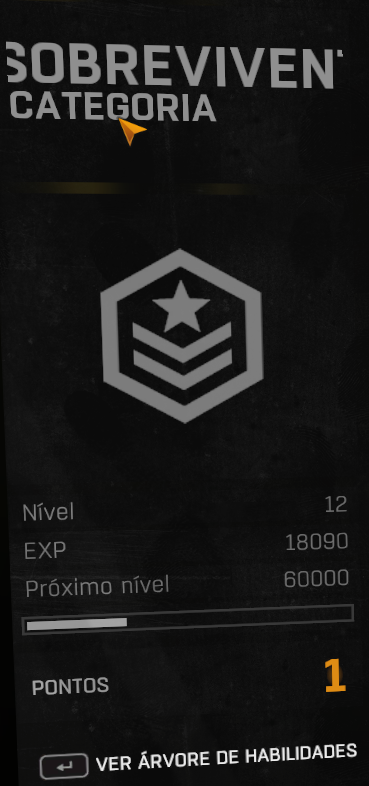 SOBREVIVEN
CATEGORIA
Nível 12
EXP 18090
Próximo nível 60000
PONTOS 1
VER ÁRVORE DE HABILIDADES